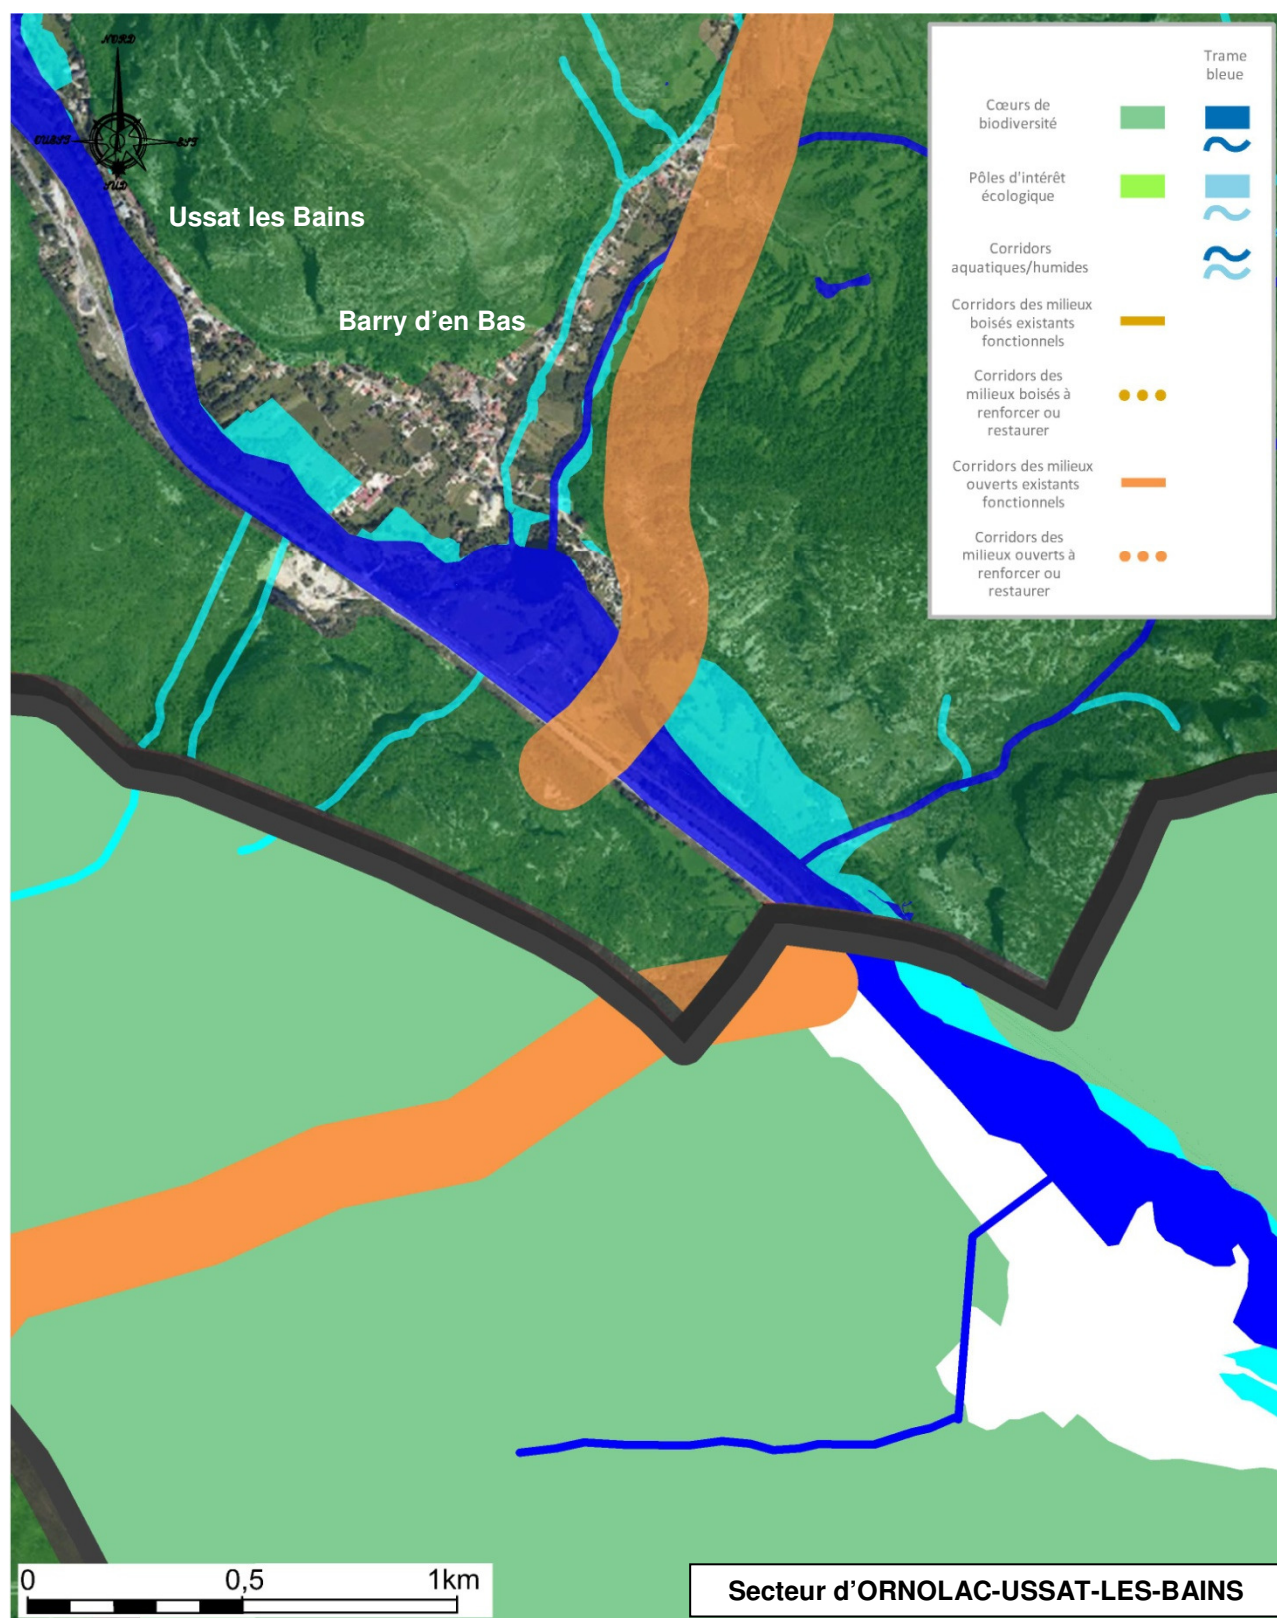 NORD
OUEST
EST
SUD
Ussat les Bains
Barry d'en Bas
Trame
bleue
Cœurs de
biodiversité
Pôles d'intérêt
écologique
Corridors
aquatiques/humides
Corridors des milieux
boisés existants
fonctionnels
Corridors des
milieux boisés à
renforcer ou
restaurer
Corridors des milieux
ouverts existants
fonctionnels
Corridors des
milieux ouverts à
renforcer ou
restaurer
0 0,5 1km
Secteur d'ORNOLAC-USSAT-LES-BAINS